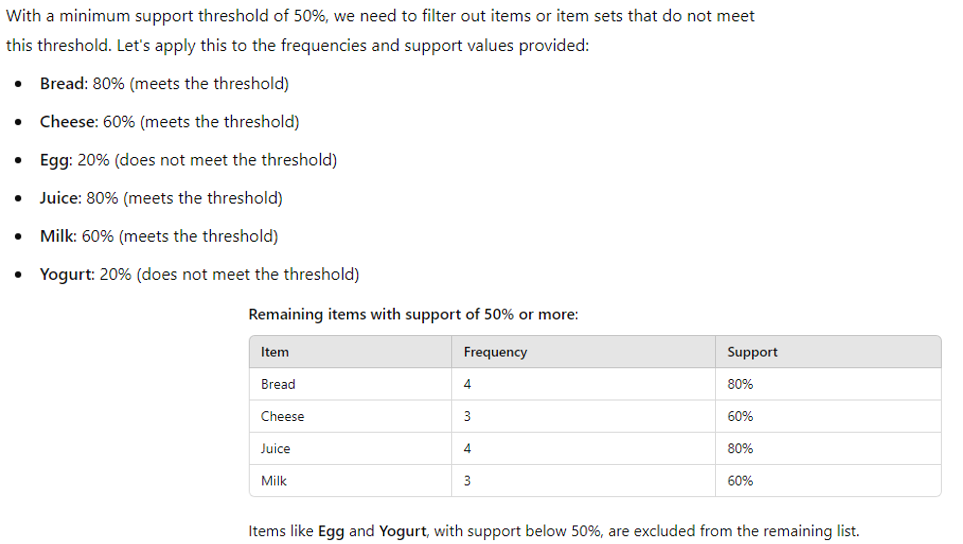 With a minimum support threshold of 50%, we need to filter out items or item sets that do not meet
this threshold. Let's apply this to the frequencies and support values provided:
• Bread: 80% (meets the threshold)
• Cheese: 60% (meets the threshold)
• Egg: 20% (does not meet the threshold)
• Juice: 80% (meets the threshold)
• Milk: 60% (meets the threshold)
• Yogurt: 20% (does not meet the threshold)
Remaining items with support of 50% or more:
Item Frequency Support
Bread 4 80%
Cheese 3 60%
Juice 4 80%
Milk 3 60%
Items like Egg and Yogurt, with support below 50%, are excluded from the remaining list.